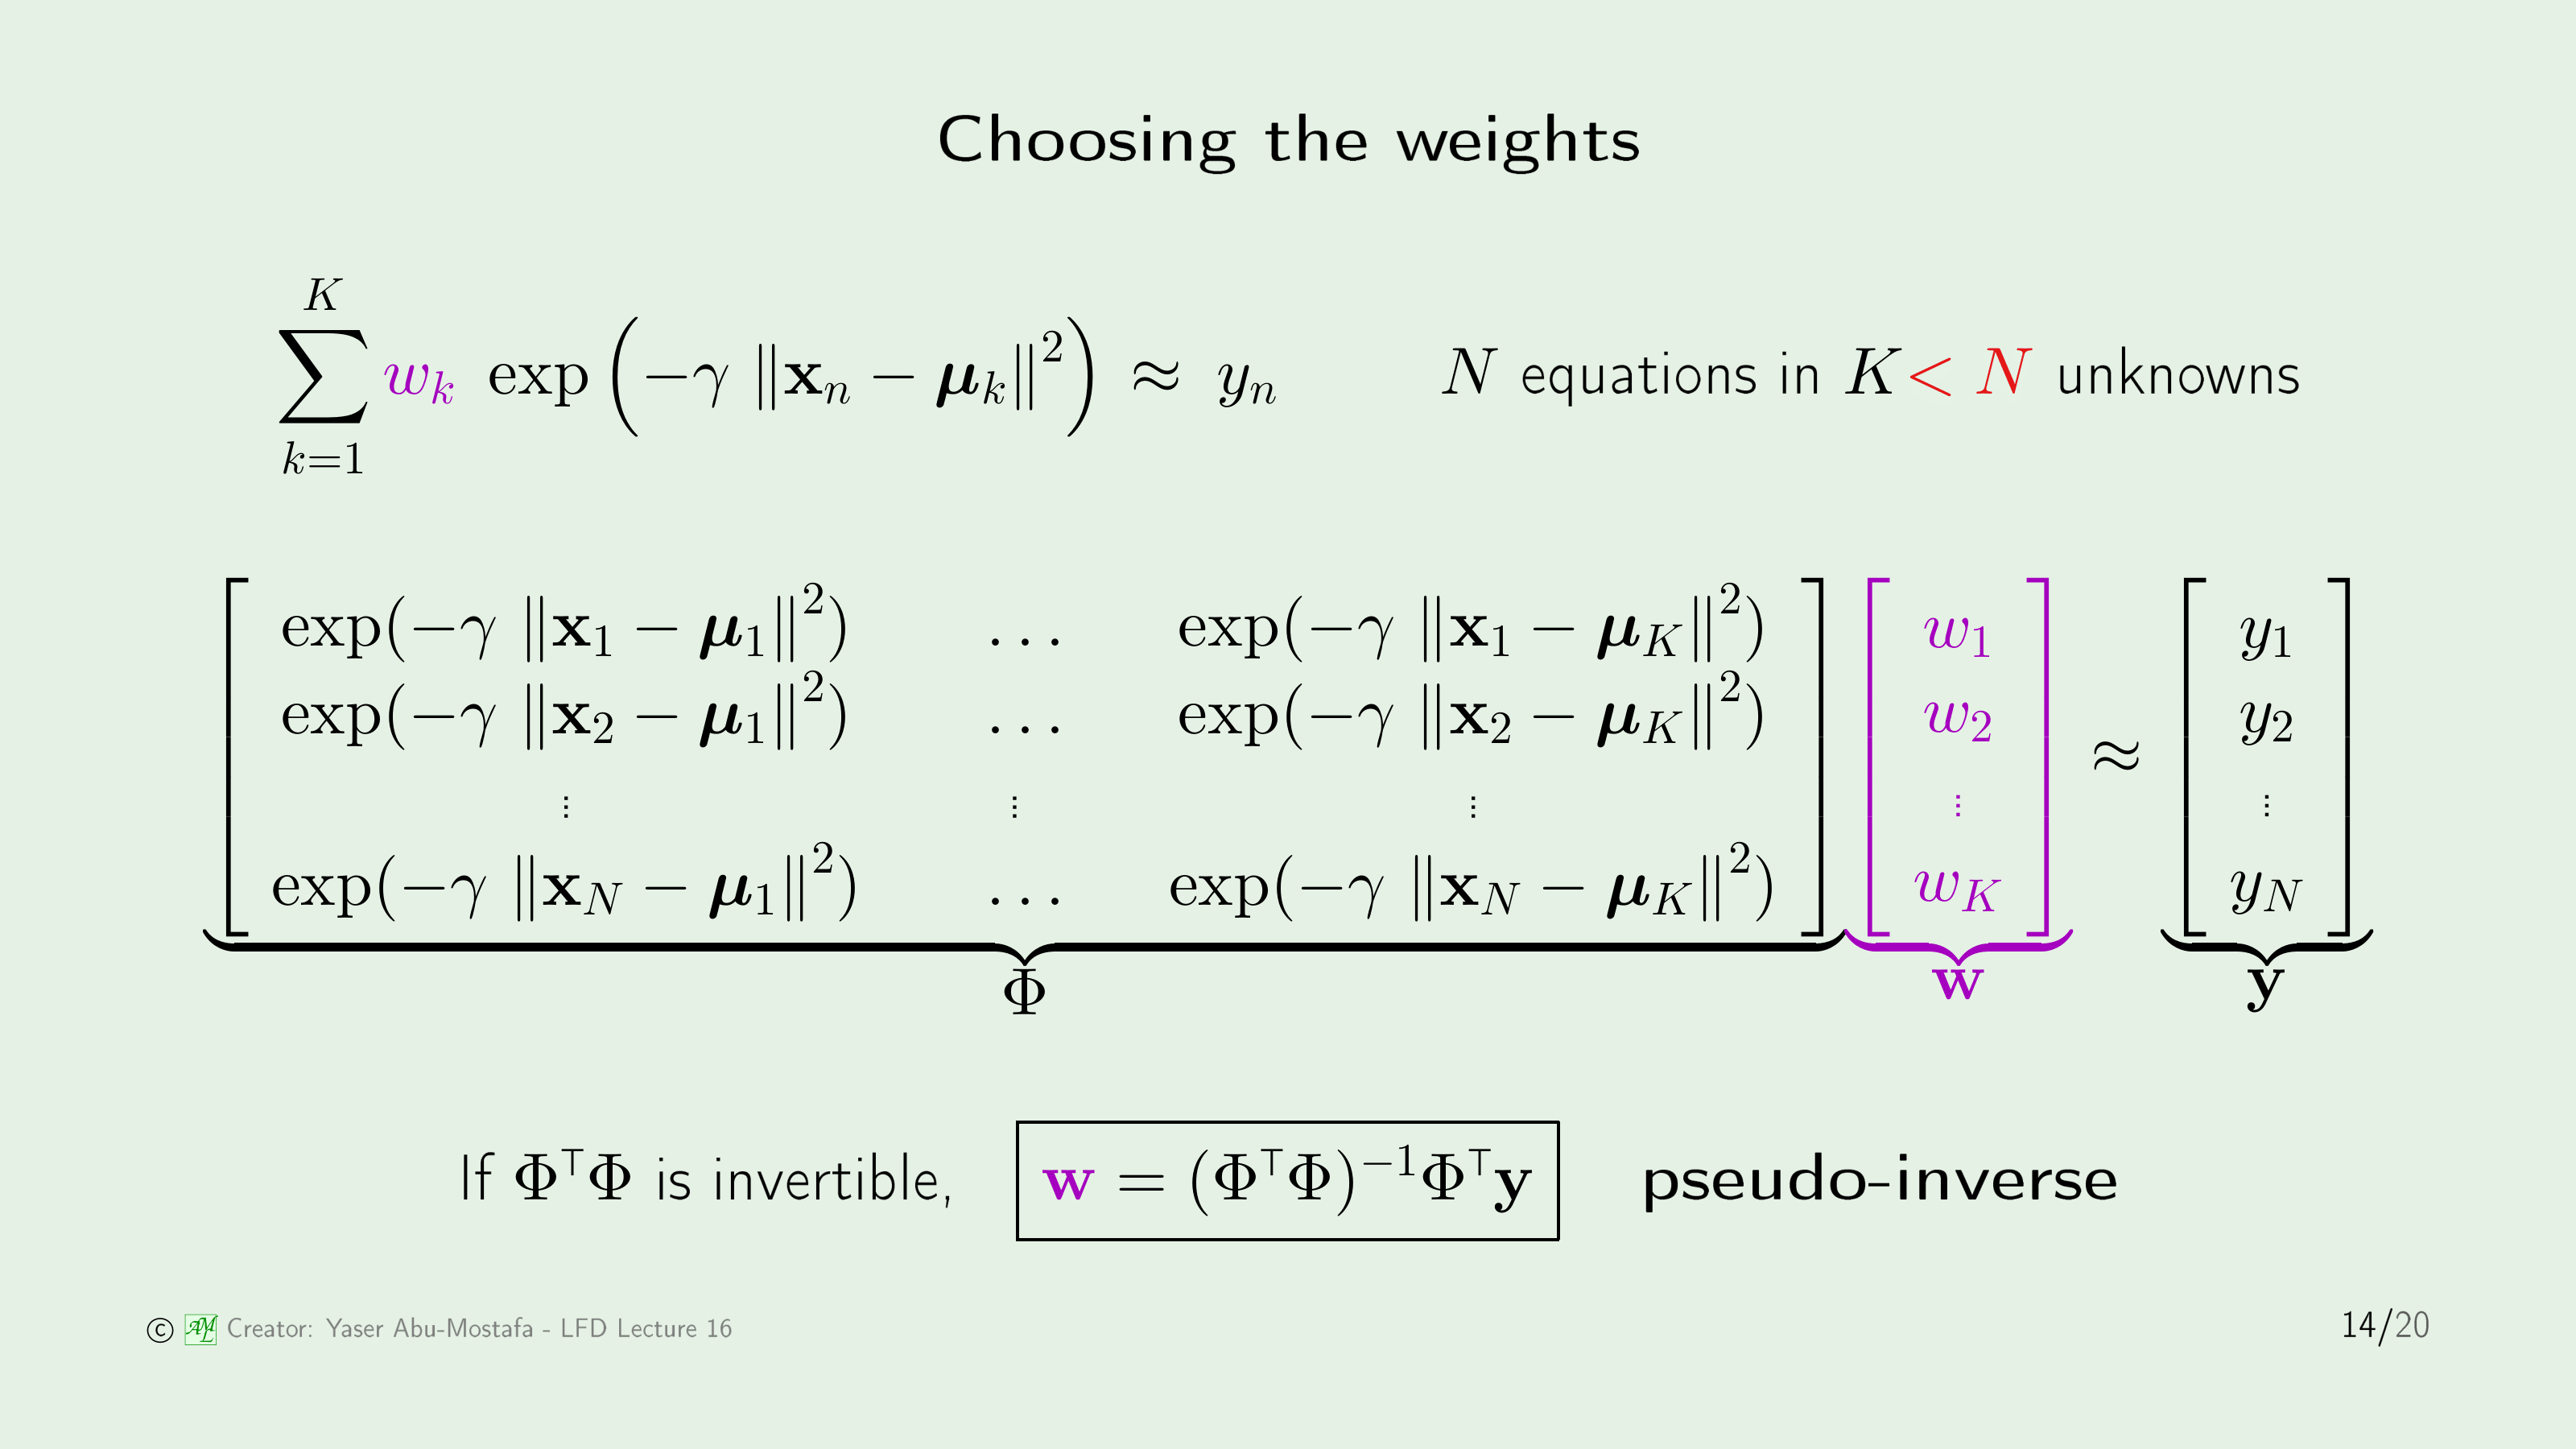 Choosing the weights
$\sum_{k=1}^{K} w_k \exp\left(-\gamma \|\mathbf{x}_n - \boldsymbol{\mu}_k\|^2\right) \approx y_n$ N equations in K < N unknowns
$\underbrace{\begin{bmatrix} \exp(-\gamma \|\mathbf{x}_1 - \boldsymbol{\mu}_1\|^2) & \ldots & \exp(-\gamma \|\mathbf{x}_1 - \boldsymbol{\mu}_K\|^2) \\ \exp(-\gamma \|\mathbf{x}_2 - \boldsymbol{\mu}_1\|^2) & \ldots & \exp(-\gamma \|\mathbf{x}_2 - \boldsymbol{\mu}_K\|^2) \\ \vdots & \vdots & \vdots \\ \exp(-\gamma \|\mathbf{x}_N - \boldsymbol{\mu}_1\|^2) & \ldots & \exp(-\gamma \|\mathbf{x}_N - \boldsymbol{\mu}_K\|^2) \end{bmatrix}}_{\Phi} \underbrace{\begin{bmatrix} w_1 \\ w_2 \\ \vdots \\ w_K \end{bmatrix}}_{\mathbf{w}} \approx \underbrace{\begin{bmatrix} y_1 \\ y_2 \\ \vdots \\ y_N \end{bmatrix}}_{\mathbf{y}}$
If $\Phi^\top\Phi$ is invertible, $\mathbf{w} = (\Phi^\top\Phi)^{-1}\Phi^\top\mathbf{y}$ pseudo-inverse
© AML Creator: Yaser Abu-Mostafa - LFD Lecture 16 14/20